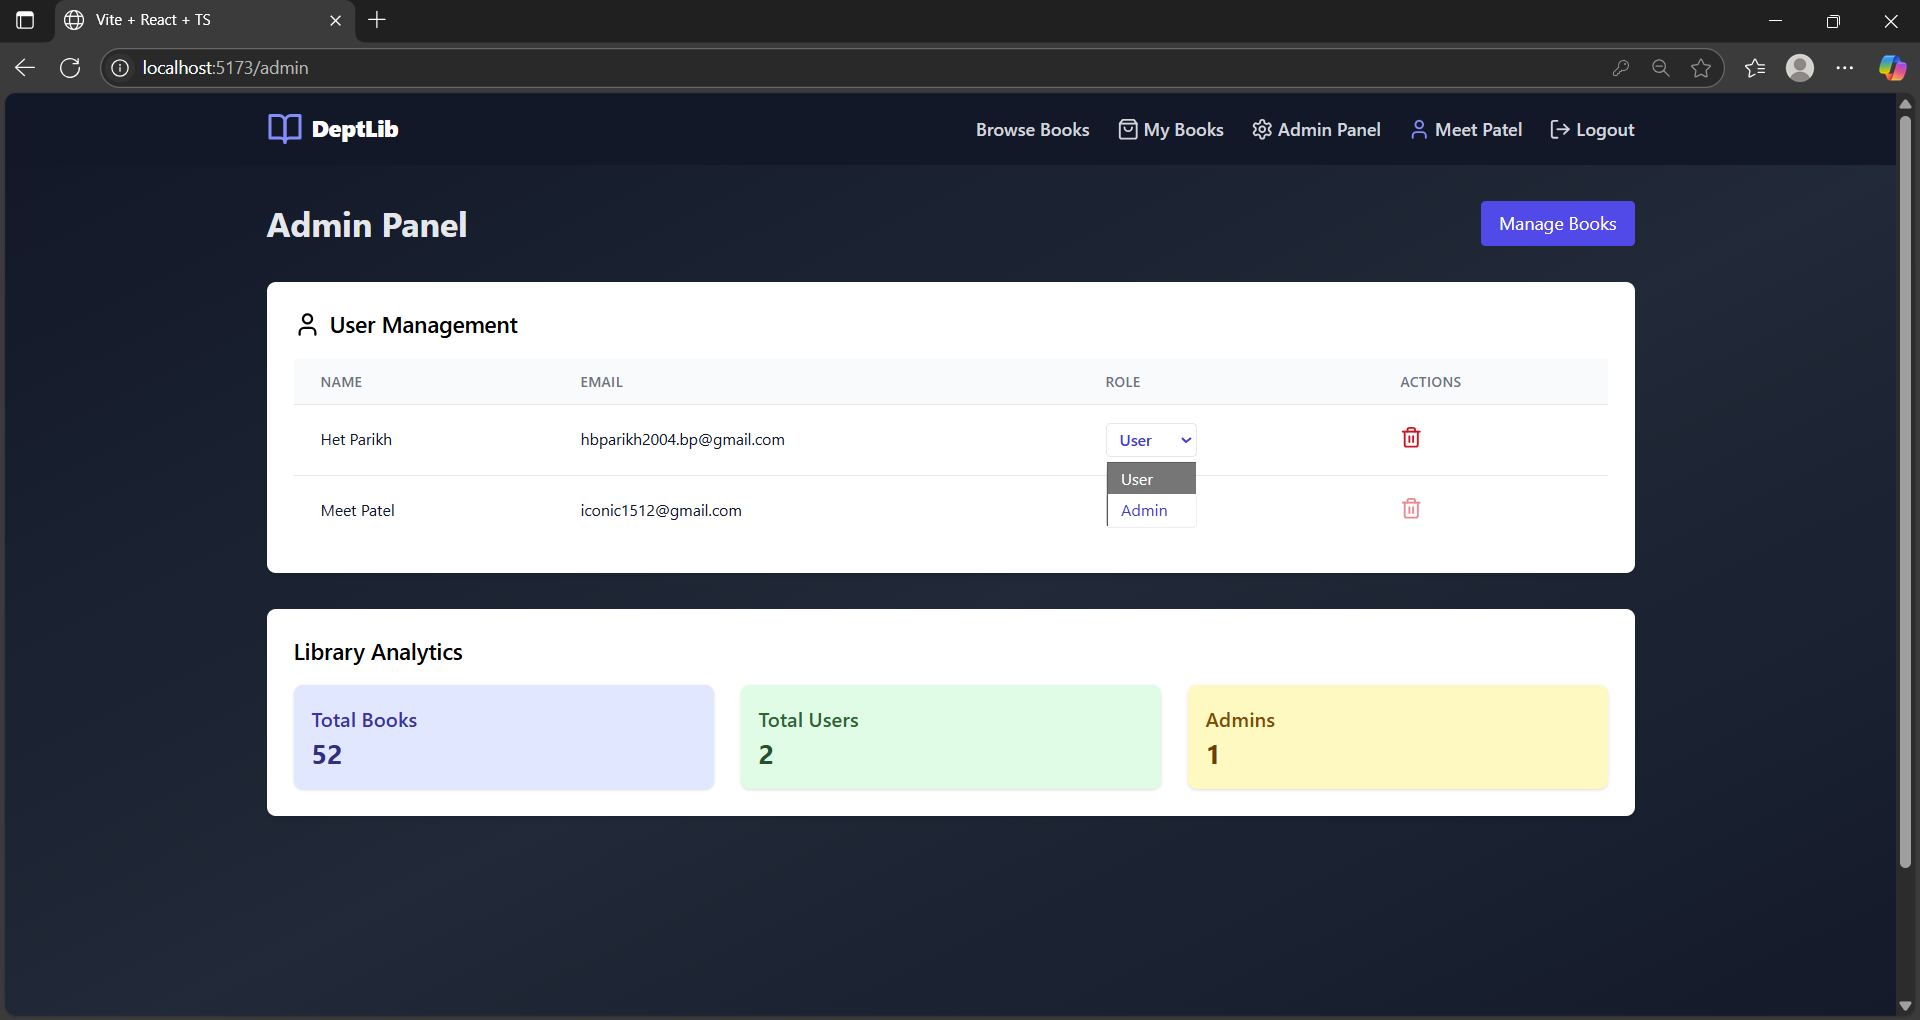 Vite + React + TS
localhost:5173/admin
DeptLib
Browse Books My Books Admin Panel Meet Patel Logout
Admin Panel
Manage Books
User Management
NAME EMAIL ROLE ACTIONS
Het Parikh hbparikh2004.bp@gmail.com User
User
Meet Patel iconic1512@gmail.com Admin
Library Analytics
Total Books Total Users Admins
52 2 1